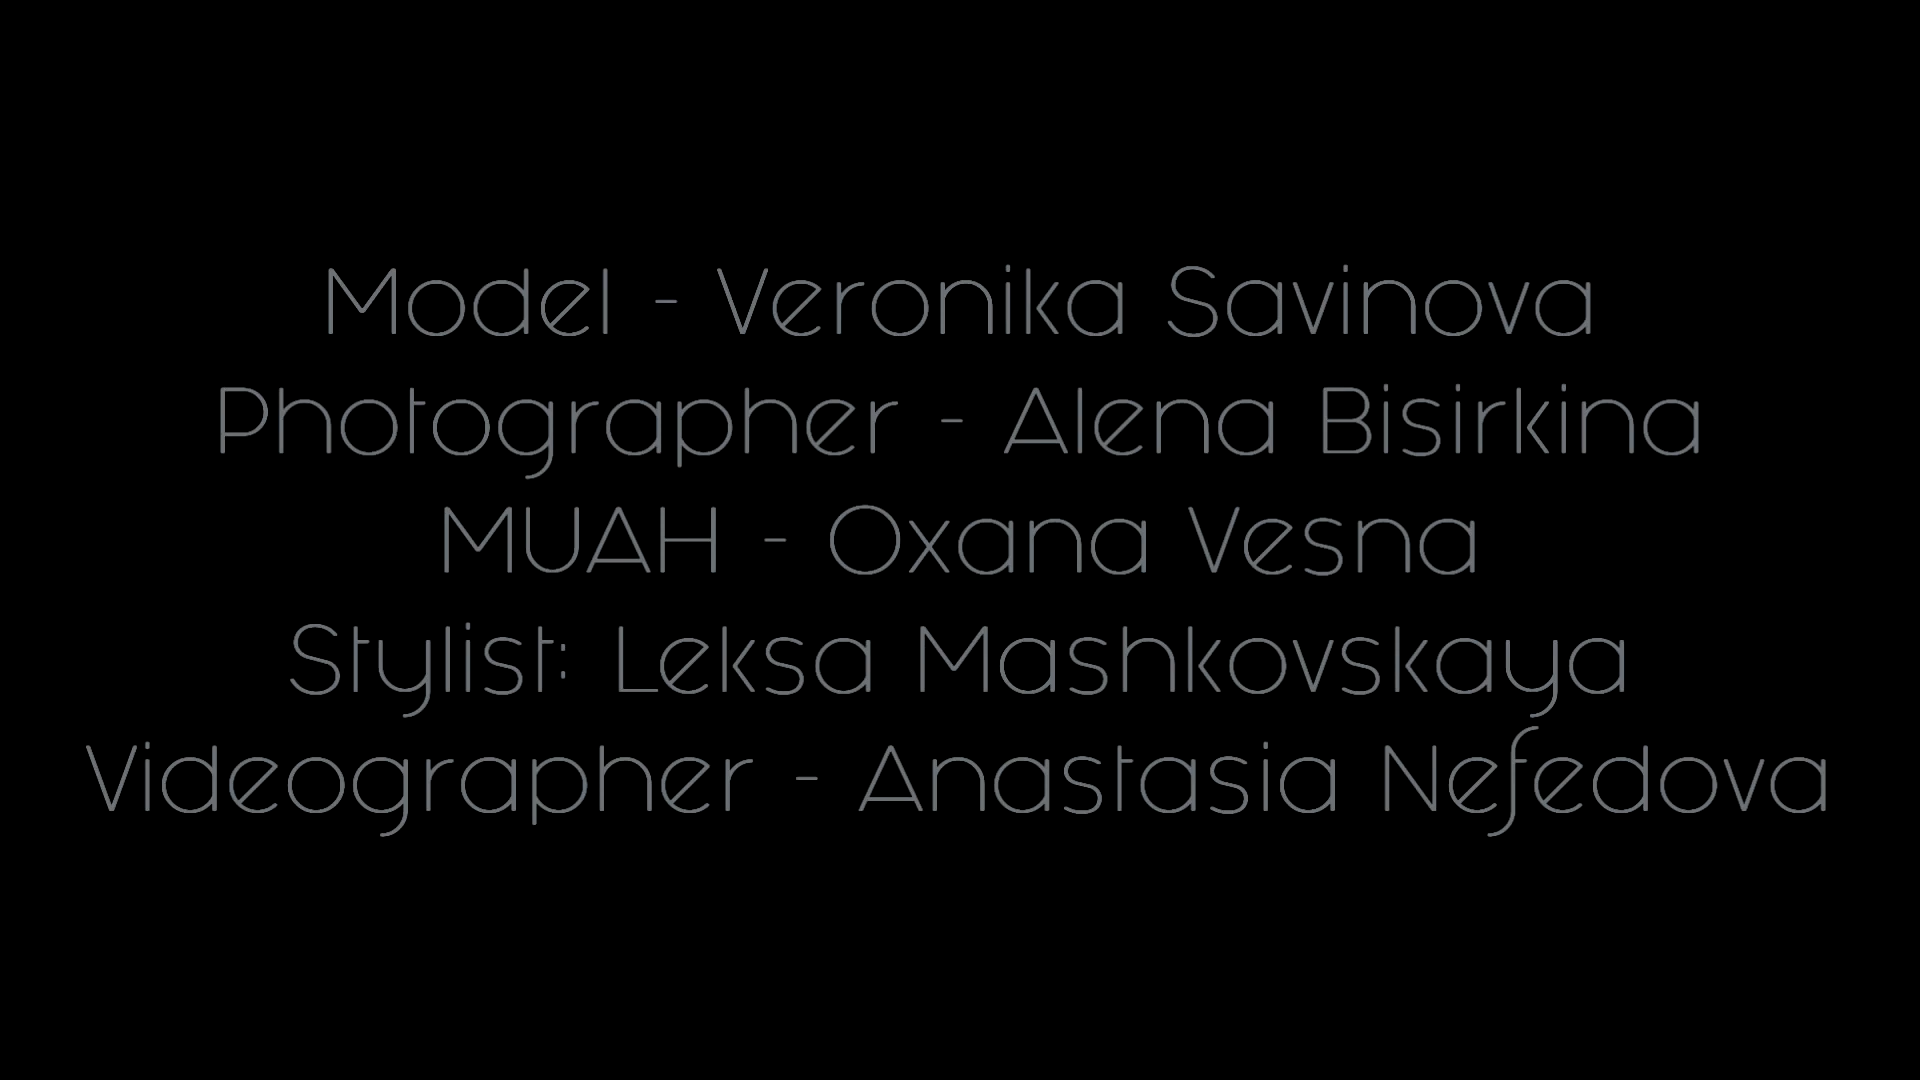 Model - Veronika Savinova
Photographer - Alena Bisirkina
MUAH - Oxana Vesna
Stylist: Leksa Mashkovskaya
Videographer - Anastasia Nefedova